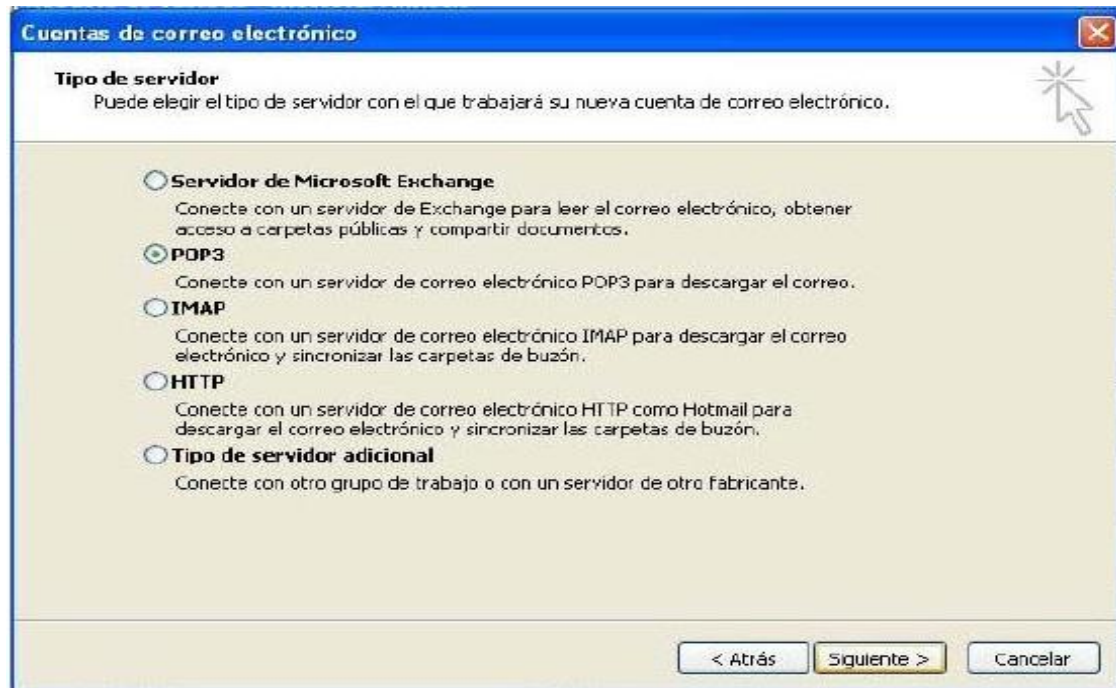 Cuentas de correo electrónico
Tipo de servidor
Puede elegir el tipo de servidor con el que trabajará su nueva cuenta de correo electrónico.
Servidor de Microsoft Exchange
Conecte con un servidor de Exchange para leer el correo electrónico, obtener
acceso a carpetas públicas y compartir documentos.
POP3
Conecte con un servidor de correo electrónico POP3 para descargar el correo.
IMAP
Conecte con un servidor de correo electrónico IMAP para descargar el correo
electrónico y sincronizar las carpetas de buzón.
HTTP
Conecte con un servidor de correo electrónico HTTP como Hotmail para
descargar el correo electrónico y sincronizar las carpetas de buzón.
Tipo de servidor adicional
Conecte con otro grupo de trabajo o con un servidor de otro fabricante.
< Atrás Siguiente > Cancelar